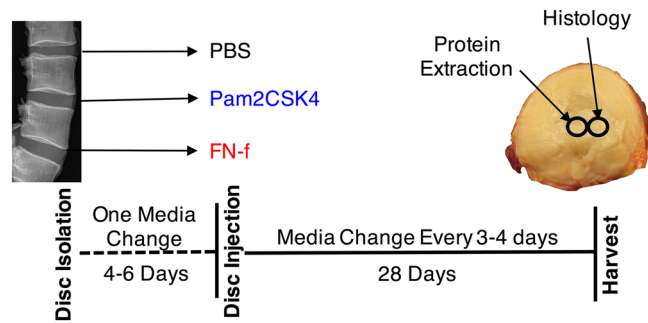 PBS
Pam2CSK4
FN-f
Histology
Protein
Extraction
Disc Isolation
One Media
Change
4-6 Days
Disc Injection
Media Change Every 3-4 days
28 Days
Harvest